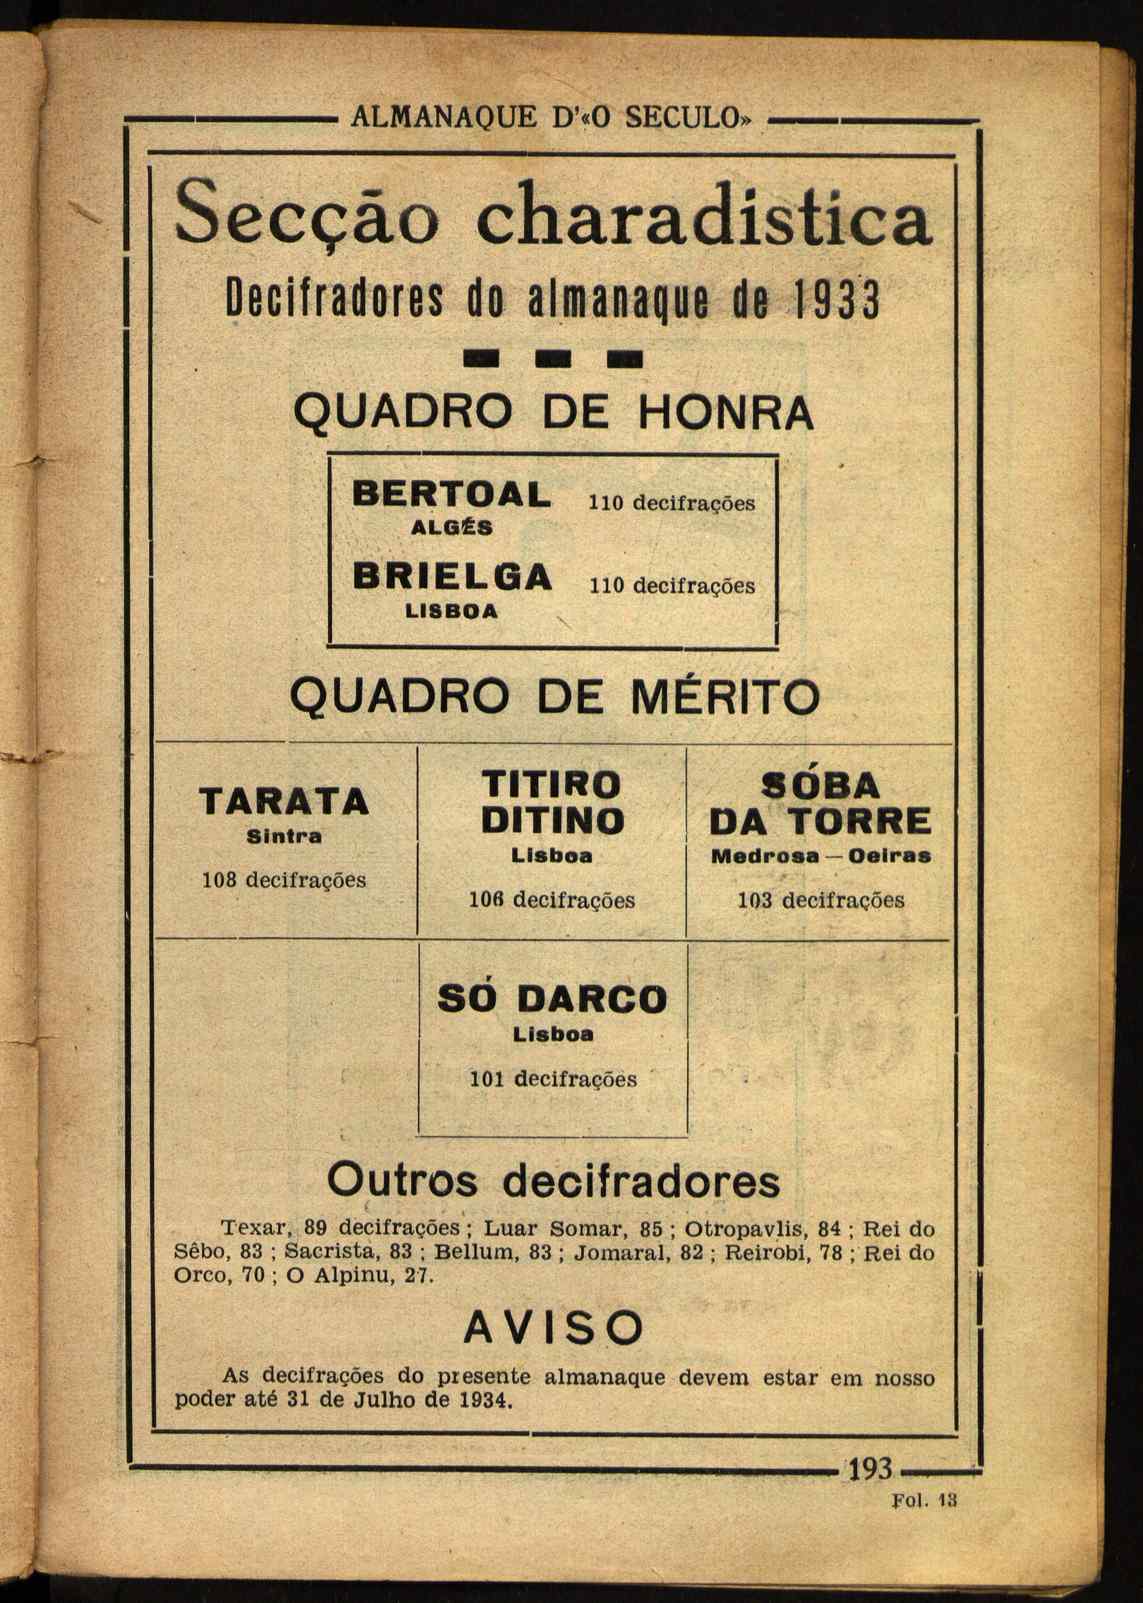 ALMANAQUE D'«O SECULO»
Secção charadistica
Decifradores do almanaque de 1933
QUADRO DE HONRA
BERTOAL 110 decifrações
ALGÉS
BRIELGA 110 decifrações
LISBOA
QUADRO DE MÉRITO
TARATA
Sintra
108 decifrações
TITIRO
DITINO
Lisboa
106 decifrações
SÓBA
DA TORRE
Medrosa — Oeiras
103 decifrações
SÓ DARCO
Lisboa
101 decifrações
Outros decifradores
Texar, 89 decifrações ; Luar Somar, 85 ; Otropavlis, 84 ; Rei do
Sêbo, 83 ; Sacrista, 83 ; Bellum, 83 ; Jomaral, 82 ; Reirobi, 78 ; Rei do
Orco, 70 ; O Alpinu, 27.
AVISO
As decifrações do presente almanaque devem estar em nosso
poder até 31 de Julho de 1934.
193
Fol. 13